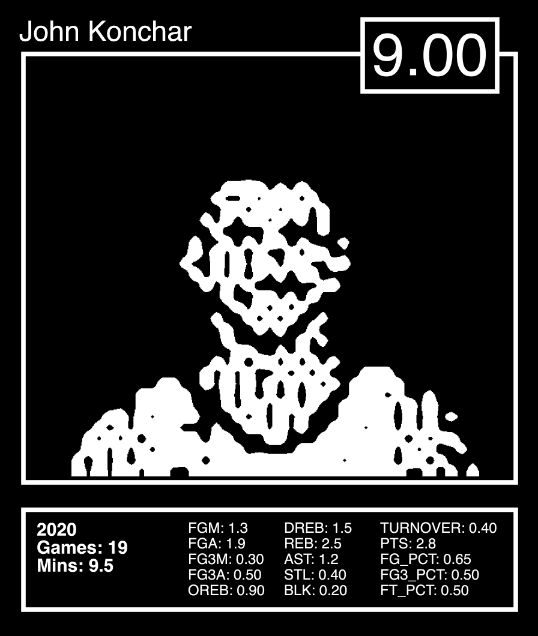 John Konchar
9.00
2020
Games: 19
Mins: 9.5
FGM: 1.3
FGA: 1.9
FG3M: 0.30
FG3A: 0.50
OREB: 0.90
DREB: 1.5
REB: 2.5
AST: 1.2
STL: 0.40
BLK: 0.20
TURNOVER: 0.40
PTS: 2.8
FG_PCT: 0.65
FG3_PCT: 0.50
FT_PCT: 0.50